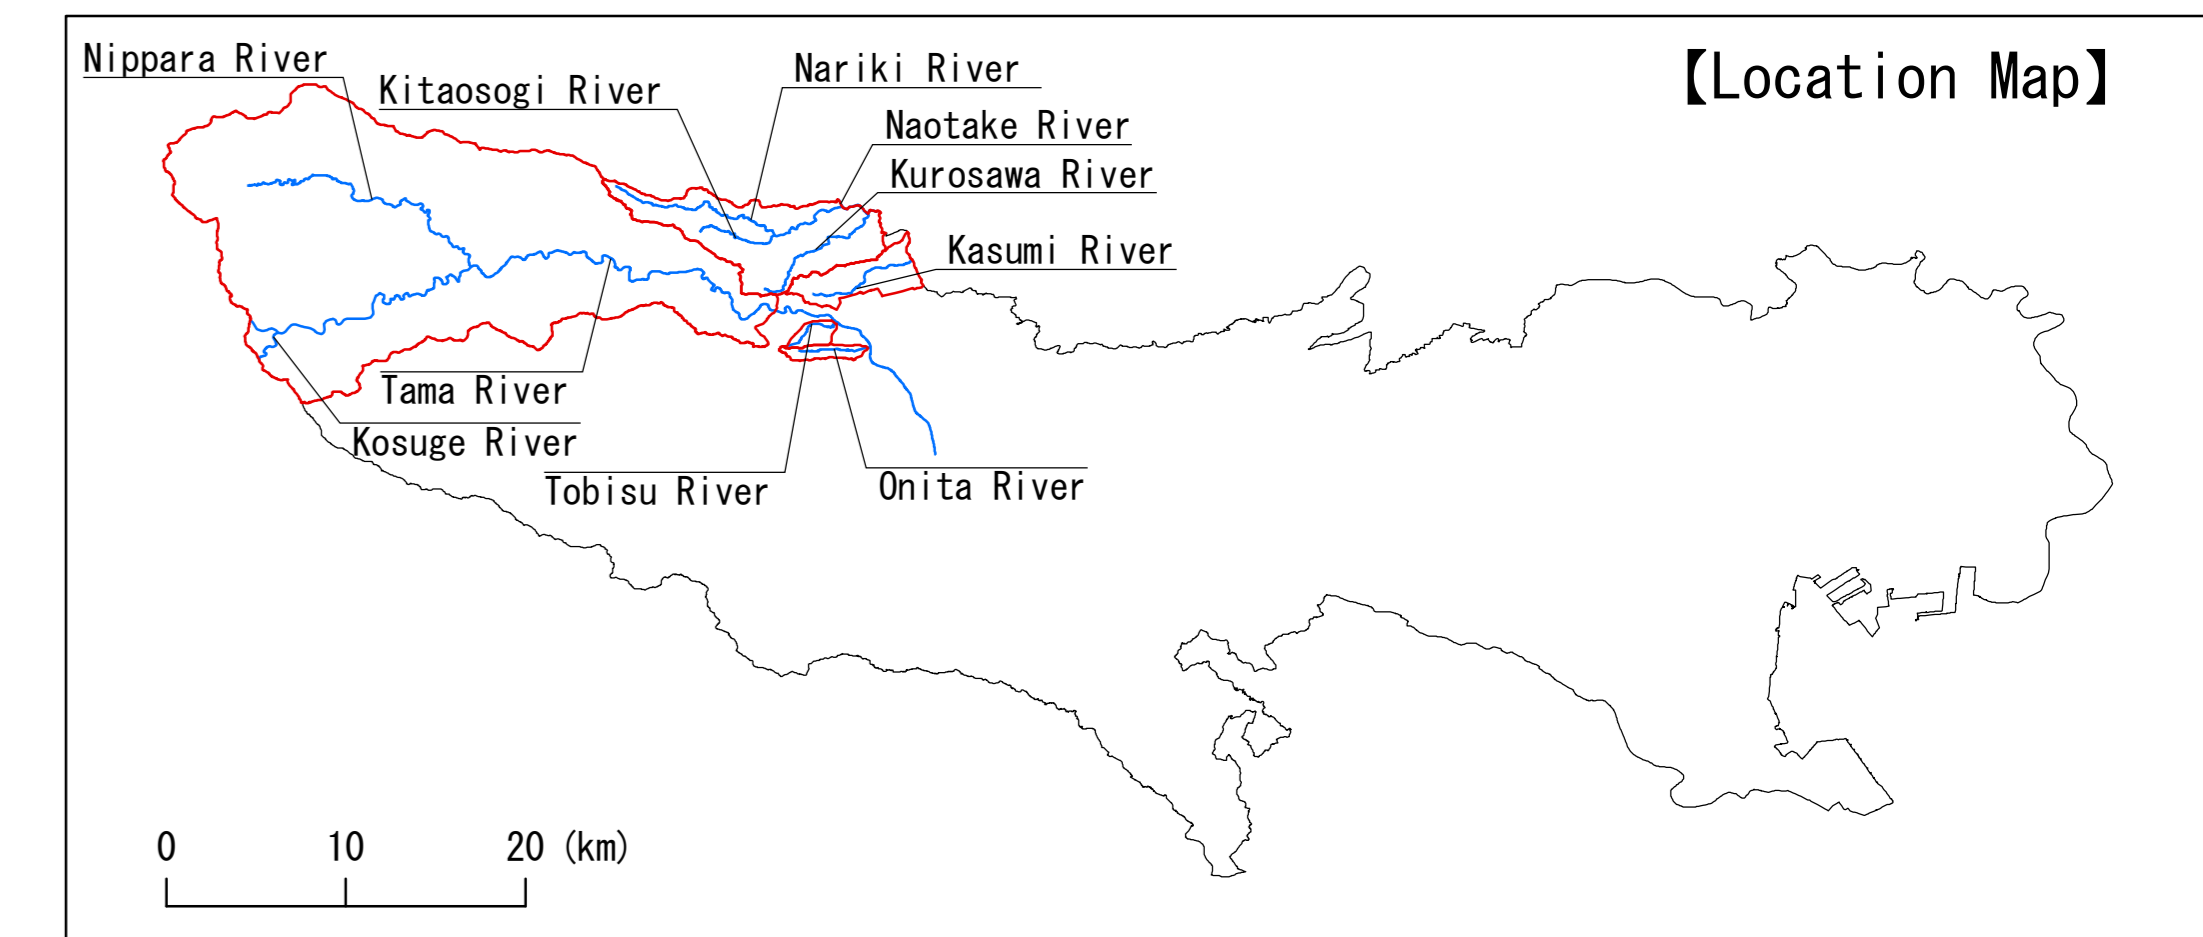 【Location Map】
Nippara River
Kitaosogi River
Nariki River
Naotake River
Kurosawa River
Kasumi River
Tama River
Kosuge River
Tobisu River
Onita River
0 10 20 (km)